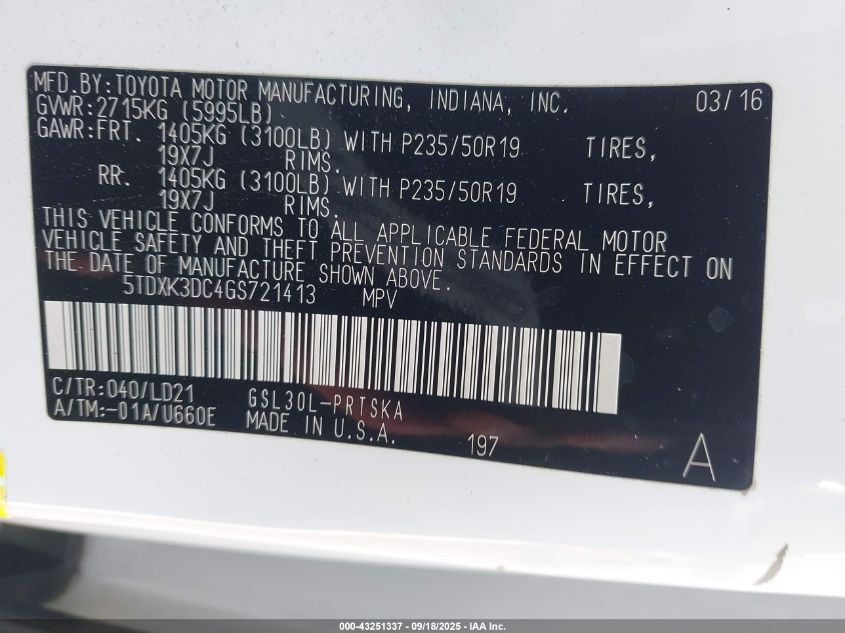 MFD.BY:TOYOTA MOTOR MANUFACTURING, INDIANA, INC. 03/16
GVWR:2715KG (5995LB)
GAWR:FRT. 1405KG (3100LB) WITH P235/50R19 TIRES,
19X7J RIMS.
RR. 1405KG (3100LB) WITH P235/50R19 TIRES,
19X7J RIMS.
THIS VEHICLE CONFORMS TO ALL APPLICABLE FEDERAL MOTOR
VEHICLE SAFETY AND THEFT PREVENTION STANDARDS IN EFFECT ON
THE DATE OF MANUFACTURE SHOWN ABOVE.
5TDXK3DC4GS721413 MPV
C/TR:040/LD21 GSL30L-PRTSKA
A/TM:-01A/U660E MADE IN U.S.A. 197 A
000-43251337 - 09/18/2025 - IAA Inc.